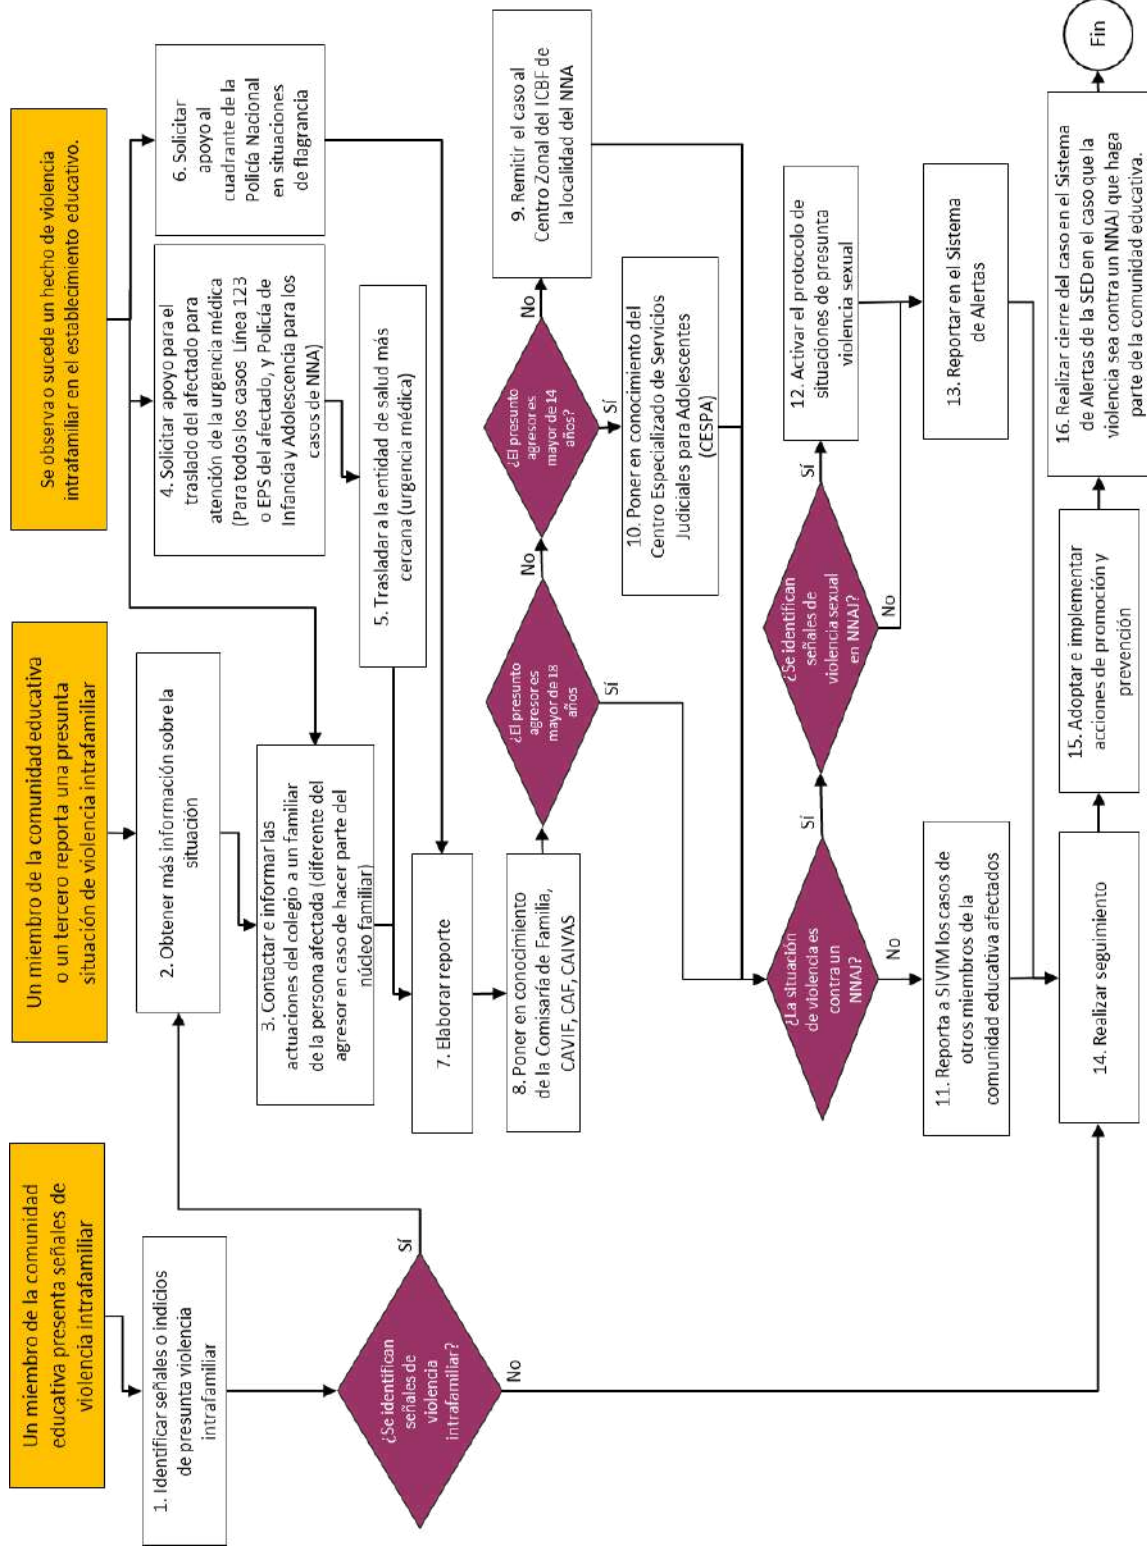 Un miembro de la comunidad
educativa presenta señales de
violencia intrafamiliar
Un miembro de la comunidad educativa
o un tercero reporta una presunta
situación de violencia intrafamiliar
Se observa o sucede un hecho de violencia
intrafamiliar en el establecimiento educativo.
1. Identificar señales o indicios
de presunta violencia
intrafamiliar
2. Obtener más información sobre la
situación
4. Solicitar apoyo para el
traslado del afectado para
atención de la urgencia médica
(Para todos los casos Línea 123
o EPS del afectado, y Policía de
Infancia y Adolescencia para los
casos de NNA)
6. Solicitar
apoyo al
cuadrante de la
Policía Nacional
en situaciones
de flagrancia
3. Contactar e informar las
actuaciones del colegio a un familiar
de la persona afectada (diferente del
agresor en caso de hacer parte del
núcleo familiar)
5. Trasladar a la entidad de salud más
cercana (urgencia médica)
¿Se identifican
señales de
violencia
intrafamiliar?
Sí
No
7. Elaborar reporte
8. Poner en conocimiento
de la Comisaría de Familia,
CAVIF, CAF, CAIVAS
¿El presunto
agresor es
mayor de 18
años
No
Sí
¿El presunto
agresor es
mayor de 14
años?
No
Sí
9. Remitir el caso al
Centro Zonal del ICBF de
la localidad del NNA
10. Poner en conocimiento del
Centro Especializado de Servicios
Judiciales para Adolescentes
(CESPA)
¿La situación
de violencia es
contra un
NNAJ?
Sí
No
¿Se identifican
señales de
violencia sexual
en NNAJ?
Sí
No
12. Activar el protocolo de
situaciones de presunta
violencia sexual
11. Reporta a SIVIM los casos de
otros miembros de la
comunidad educativa afectados
13. Reportar en el Sistema
de Alertas
14. Realizar seguimiento
15. Adoptar e implementar
acciones de promoción y
prevención
16. Realizar cierre del caso en el Sistema
de Alertas de la SED en el caso que la
violencia sea contra un NNAJ que haga
parte de la comunidad educativa.
Fin